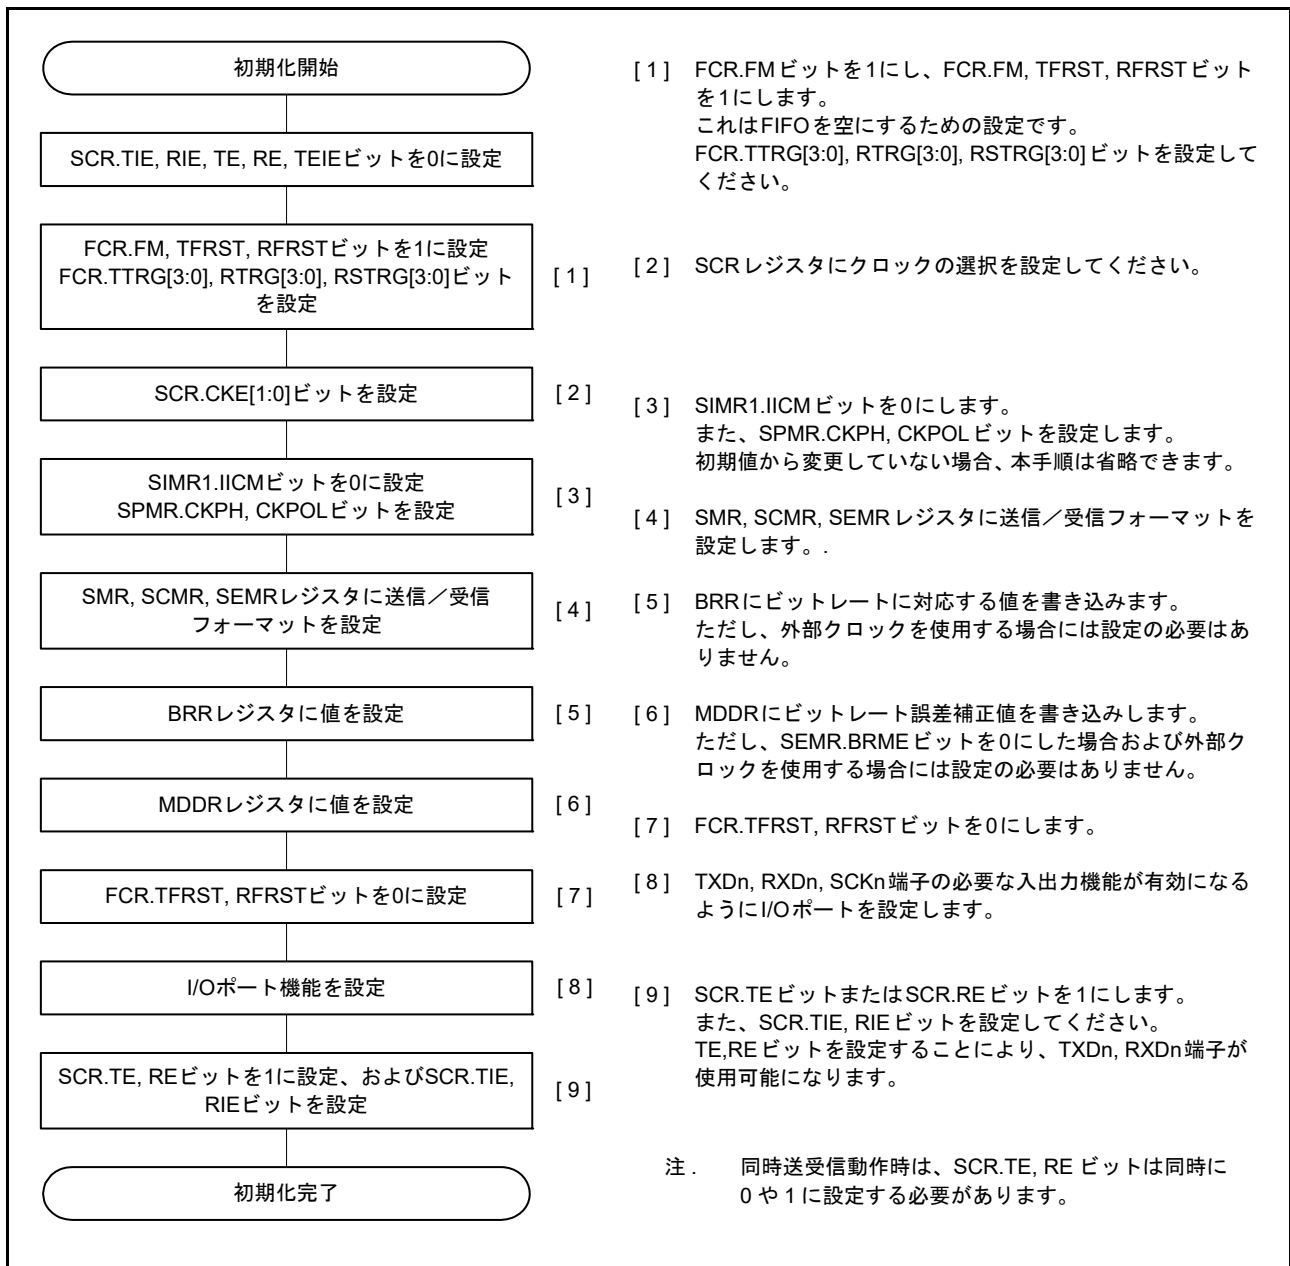 初期化開始
SCR.TIE, RIE, TE, RE, TEIEビットを0に設定
FCR.FM, TFRST, RFRSTビットを1に設定
FCR.TTRG[3:0], RTRG[3:0], RSTRG[3:0]ビット
を設定
[ 1 ]
SCR.CKE[1:0]ビットを設定
[ 2 ]
SIMR1.IICMビットを0に設定
SPMR.CKPH, CKPOLビットを設定
[ 3 ]
SMR, SCMR, SEMRレジスタに送信／受信
フォーマットを設定
[ 4 ]
BRRレジスタに値を設定
[ 5 ]
MDDRレジスタに値を設定
[ 6 ]
FCR.TFRST, RFRSTビットを0に設定
[ 7 ]
I/Oポート機能を設定
[ 8 ]
SCR.TE, REビットを1に設定、およびSCR.TIE,
RIEビットを設定
[ 9 ]
初期化完了
[ 1 ] FCR.FMビットを1にし、FCR.FM, TFRST, RFRSTビット
を1にします。
これはFIFOを空にするための設定です。
FCR.TTRG[3:0], RTRG[3:0], RSTRG[3:0]ビットを設定して
ください。
[ 2 ] SCRレジスタにクロックの選択を設定してください。
[ 3 ] SIMR1.IICMビットを0にします。
また、SPMR.CKPH, CKPOLビットを設定します。
初期値から変更していない場合、本手順は省略できます。
[ 4 ] SMR, SCMR, SEMRレジスタに送信／受信フォーマットを
設定します。.
[ 5 ] BRRにビットレートに対応する値を書き込みます。
ただし、外部クロックを使用する場合には設定の必要はあ
りません。
[ 6 ] MDDRにビットレート誤差補正値を書き込みします。
ただし、SEMR.BRMEビットを0にした場合および外部ク
ロックを使用する場合には設定の必要はありません。
[ 7 ] FCR.TFRST, RFRSTビットを0にします。
[ 8 ] TXDn, RXDn, SCKn端子の必要な入出力機能が有効になる
ようにI/Oポートを設定します。
[ 9 ] SCR.TEビットまたはSCR.REビットを1にします。
また、SCR.TIE, RIEビットを設定してください。
TE,REビットを設定することにより、TXDn, RXDn端子が
使用可能になります。
注． 同時送受信動作時は、SCR.TE, RE ビットは同時に
0 や 1 に設定する必要があります。